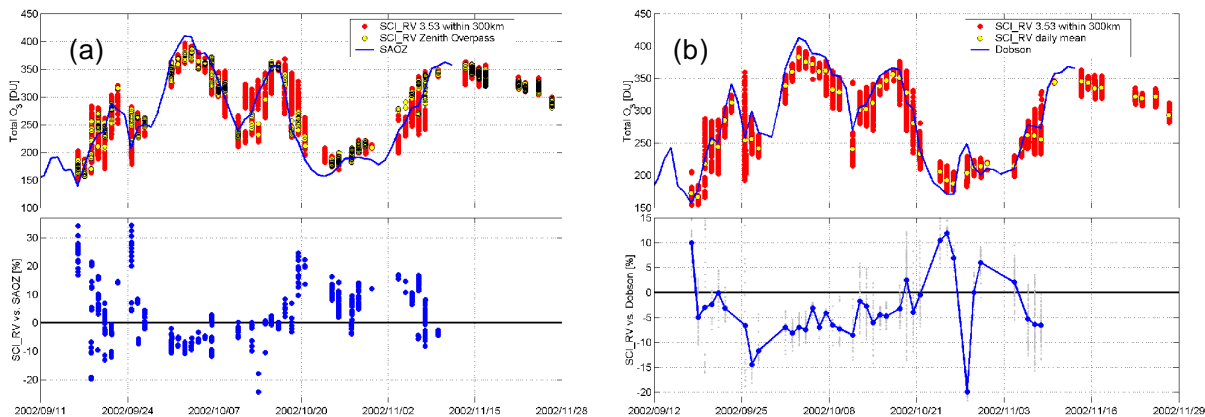 (a)
SCI_RV 3.53 within 300km
SCI_RV Zenith Overpass
SAOZ
Total O3 [DU]
400
350
300
250
200
150
100
SCI_RV vs. SAOZ [%]
30
20
10
0
-10
-20
2002/09/11 2002/09/24 2002/10/07 2002/10/20 2002/11/02 2002/11/15 2002/11/28
(b)
SCI_RV 3.53 within 300km
SCI_RV daily mean
Dobson
Total O3 [DU]
450
400
350
300
250
200
150
SCI_RV vs. Dobson [%]
15
10
5
0
-5
-10
-15
-20
2002/09/12 2002/09/25 2002/10/08 2002/10/21 2002/11/03 2002/11/16 2002/11/29